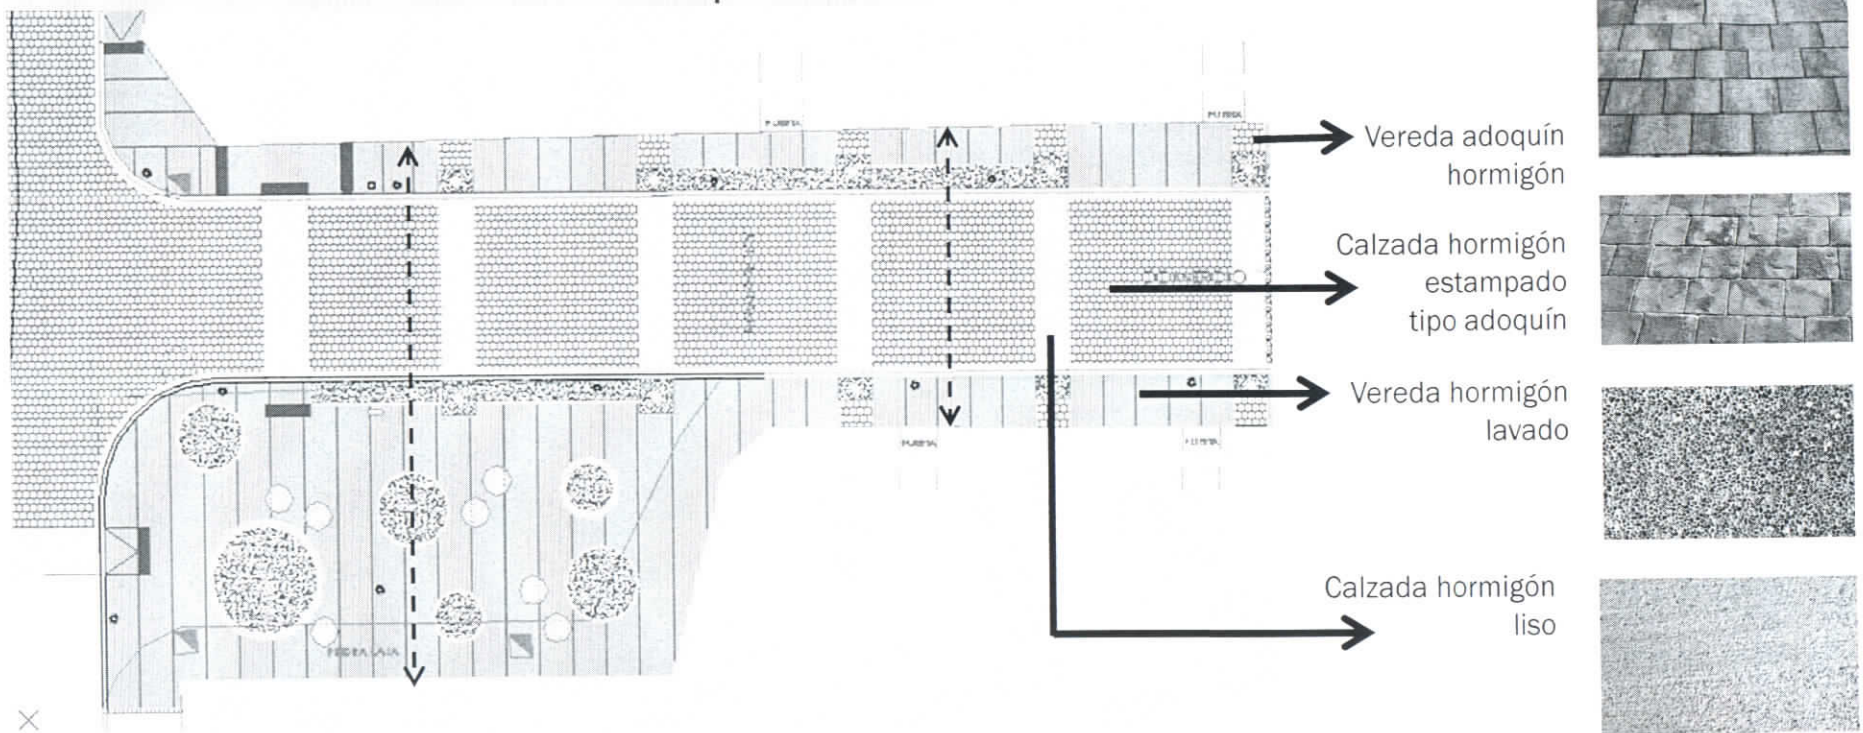 Vereda adoquín
hormigón
Calzada hormigón
estampado
tipo adoquín
Vereda hormigón
lavado
Calzada hormigón
liso